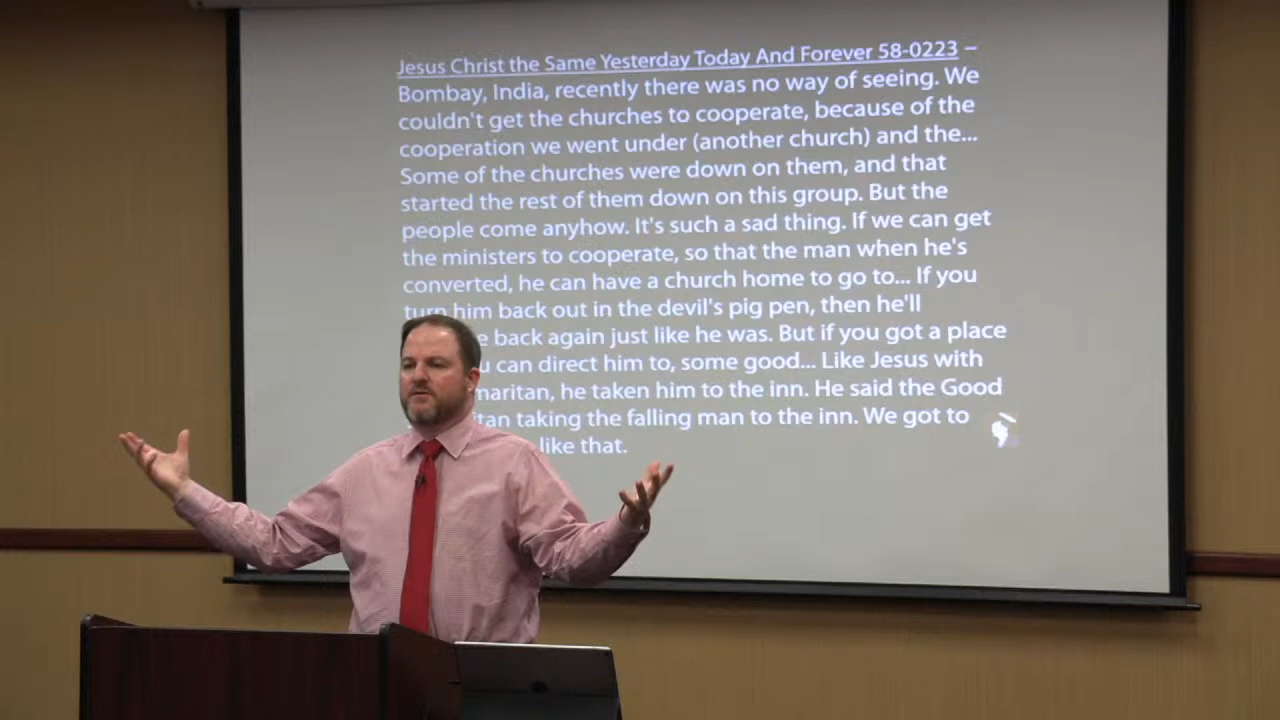 Jesus Christ the Same Yesterday Today And Forever 58-0223 –
Bombay, India, recently there was no way of seeing. We
couldn't get the churches to cooperate, because of the
cooperation we went under (another church) and the...
Some of the churches were down on them, and that
started the rest of them down on this group. But the
people come anyhow. It's such a sad thing. If we can get
the ministers to cooperate, so that the man when he's
converted, he can have a church home to go to... If you
turn him back out in the devil's pig pen, then he'll
e back again just like he was. But if you got a place
u can direct him to, some good... Like Jesus with
maritan, he taken him to the inn. He said the Good
itan taking the falling man to the inn. We got to
like that.